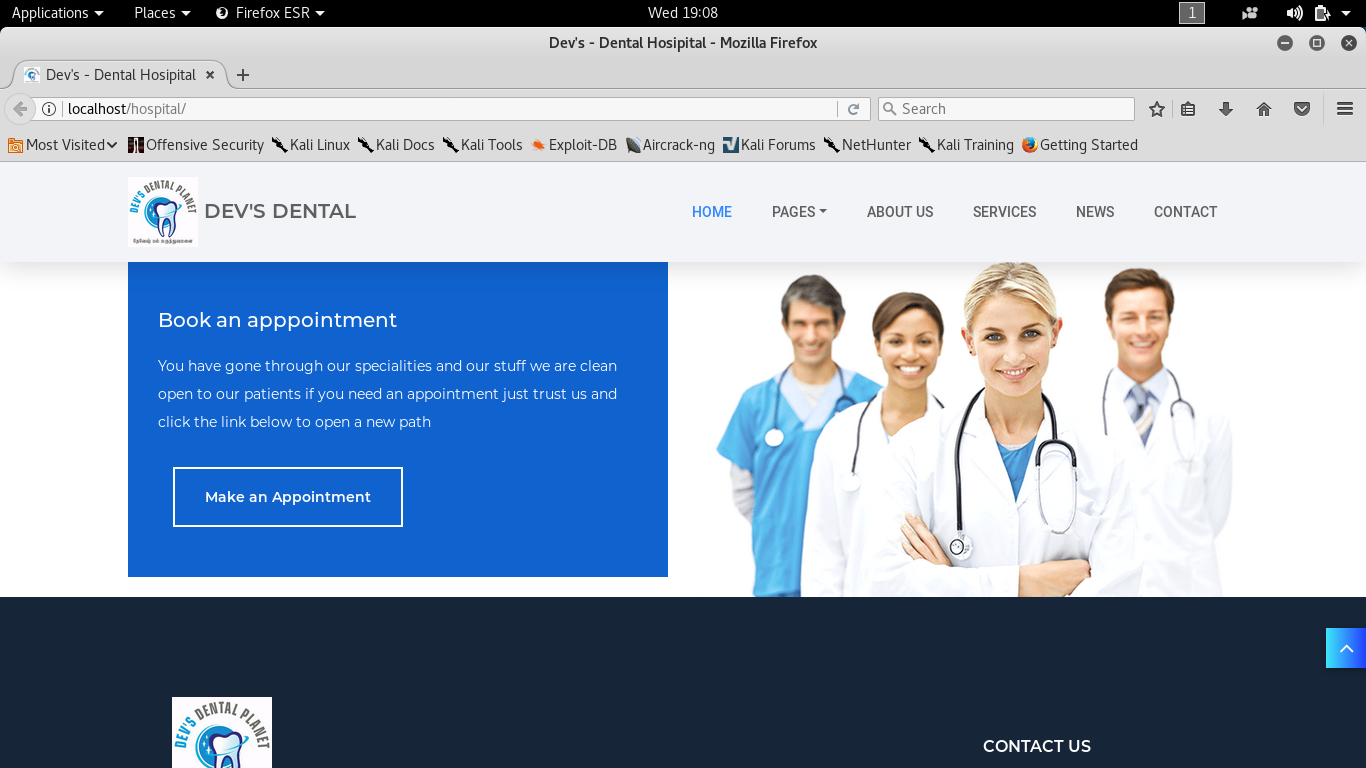 Applications Places Firefox ESR Wed 19:08 1
Dev's - Dental Hosipital - Mozilla Firefox
Dev's - Dental Hosipital
localhost/hospital/ Search
Most Visited Offensive Security Kali Linux Kali Docs Kali Tools Exploit-DB Aircrack-ng Kali Forums NetHunter Kali Training Getting Started
DEV'S DENTAL PLANET
DEV'S DENTAL HOME PAGES ABOUT US SERVICES NEWS CONTACT
Book an apppointment
You have gone through our specialities and our stuff we are clean
open to our patients if you need an appointment just trust us and
click the link below to open a new path
Make an Appointment
DEV'S DENTAL PLANET
CONTACT US